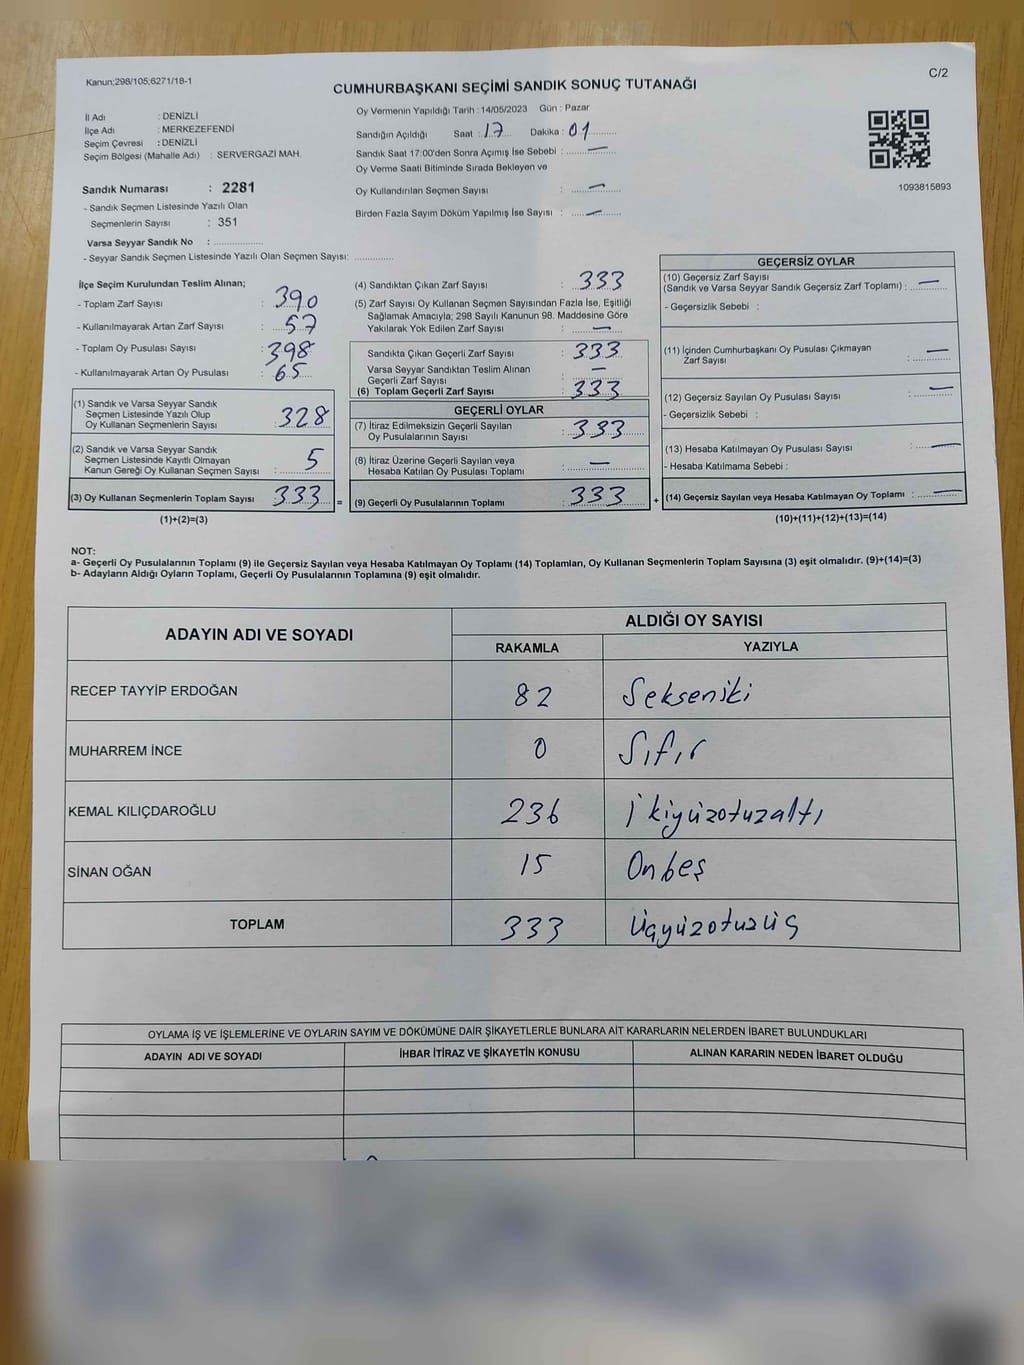 Kanun;298/105;6271/18-1
C/2
CUMHURBAŞKANI SEÇİMİ SANDIK SONUÇ TUTANAĞI
İl Adı : DENİZLİ
İlçe Adı : MERKEZEFENDİ
Seçim Çevresi : DENİZLİ
Seçim Bölgesi (Mahalle Adı) : SERVERGAZİ MAH.
Sandık Numarası : 2281
- Sandık Seçmen Listesinde Yazılı Olan
Seçmenlerin Sayısı : 351
Varsa Seyyar Sandık No : ....................
- Seyyar Sandık Seçmen Listesinde Yazılı Olan Seçmen Sayısı: ............
Oy Vermenin Yapıldığı Tarih : 14/05/2023 Gün : Pazar
Sandığın Açıldığı Saat : 17 Dakika : 01
Sandık Saat 17:00'den Sonra Açımış İse Sebebi : —
Oy Verme Saati Bitiminde Sırada Bekleyen ve
Oy Kullandırılan Seçmen Sayısı : —
Birden Fazla Sayım Döküm Yapılmış İse Sayısı : —
1093815893
İlçe Seçim Kurulundan Teslim Alınan;
- Toplam Zarf Sayısı : 390
- Kullanılmayarak Artan Zarf Sayısı : 57
- Toplam Oy Pusulası Sayısı : 398
- Kullanılmayarak Artan Oy Pusulası : 65
(1) Sandık ve Varsa Seyyar Sandık
Seçmen Listesinde Yazılı Olup
Oy Kullanan Seçmenlerin Sayısı : 328
(2) Sandık ve Varsa Seyyar Sandık
Seçmen Listesinde Kayıtlı Olmayan
Kanun Gereği Oy Kullanan Seçmen Sayısı : 5
(3) Oy Kullanan Seçmenlerin Toplam Sayısı : 333 =
(1)+(2)=(3)
(4) Sandıktan Çıkan Zarf Sayısı : 333
(5) Zarf Sayısı Oy Kullanan Seçmen Sayısından Fazla İse, Eşitliği
Sağlamak Amacıyla; 298 Sayılı Kanunun 98. Maddesine Göre
Yakılarak Yok Edilen Zarf Sayısı : —
Sandıkta Çıkan Geçerli Zarf Sayısı : 333
Varsa Seyyar Sandıktan Teslim Alınan
Geçerli Zarf Sayısı : —
(6) Toplam Geçerli Zarf Sayısı : 333
GEÇERLİ OYLAR
(7) İtiraz Edilmeksizin Geçerli Sayılan
Oy Pusulalarının Sayısı : 333
(8) İtiraz Üzerine Geçerli Sayılan veya
Hesaba Katılan Oy Pusulası Toplamı : —
(9) Geçerli Oy Pusulalarının Toplamı : 333 +
GEÇERSİZ OYLAR
(10) Geçersiz Zarf Sayısı
(Sandık ve Varsa Seyyar Sandık Geçersiz Zarf Toplamı) : —
- Geçersizlik Sebebi :
(11) İçinden Cumhurbaşkanı Oy Pusulası Çıkmayan
Zarf Sayısı : —
(12) Geçersiz Sayılan Oy Pusulası Sayısı : —
- Geçersizlik Sebebi :
(13) Hesaba Katılmayan Oy Pusulası Sayısı : —
- Hesaba Katılmama Sebebi :
(14) Geçersiz Sayılan veya Hesaba Katılmayan Oy Toplamı : —
(10)+(11)+(12)+(13)=(14)
NOT:
a- Geçerli Oy Pusulalarının Toplamı (9) ile Geçersiz Sayılan veya Hesaba Katılmayan Oy Toplamı (14) Toplamları, Oy Kullanan Seçmenlerin Toplam Sayısına (3) eşit olmalıdır. (9)+(14)=(3)
b- Adayların Aldığı Oyların Toplamı, Geçerli Oy Pusulalarının Toplamına (9) eşit olmalıdır.
ADAYIN ADI VE SOYADI
ALDIĞI OY SAYISI
RAKAMLA YAZIYLA
RECEP TAYYİP ERDOĞAN 82 Sekseniki
MUHARREM İNCE 0 Sıfır
KEMAL KILIÇDAROĞLU 236 İkiyüzotuzaltı
SİNAN OĞAN 15 Onbeş
TOPLAM 333 üçyüzotuzüç
OYLAMA İŞ VE İŞLEMLERİNE VE OYLARIN SAYIM VE DÖKÜMÜNE DAİR ŞİKAYETLERLE BUNLARA AİT KARARLARIN NELERDEN İBARET BULUNDUKLARI
ADAYIN ADI VE SOYADI İHBAR İTİRAZ VE ŞİKAYETİN KONUSU ALINAN KARARIN NEDEN İBARET OLDUĞU